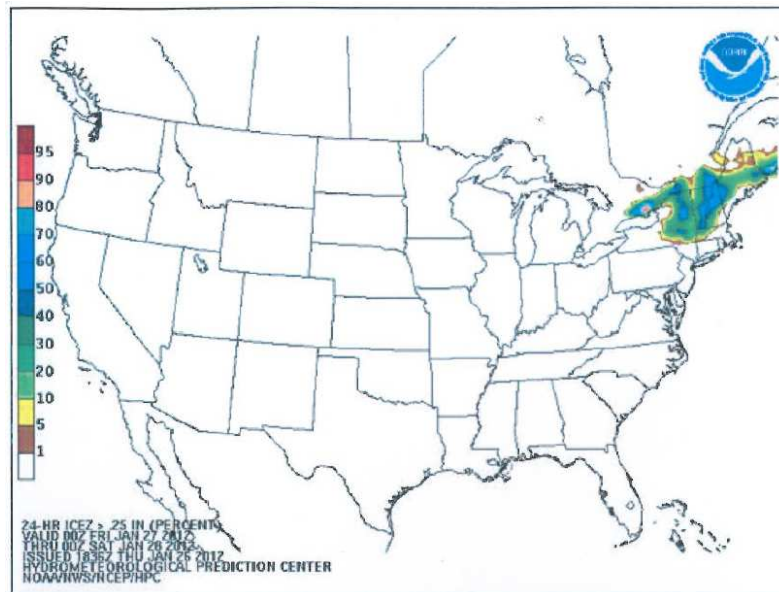 95
90
80
70
60
50
40
30
20
10
5
1
24-HR ICEZ > .25 IN (PERCENT)
VALID 00Z FRI JAN 27 2012
THRU 00Z SAT JAN 28 2012
ISSUED 1836Z THU JAN 26 2012
HYDROMETEOROLOGICAL PREDICTION CENTER
NOAA/NWS/NCEP/HPC